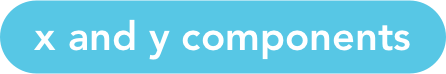 x and y components